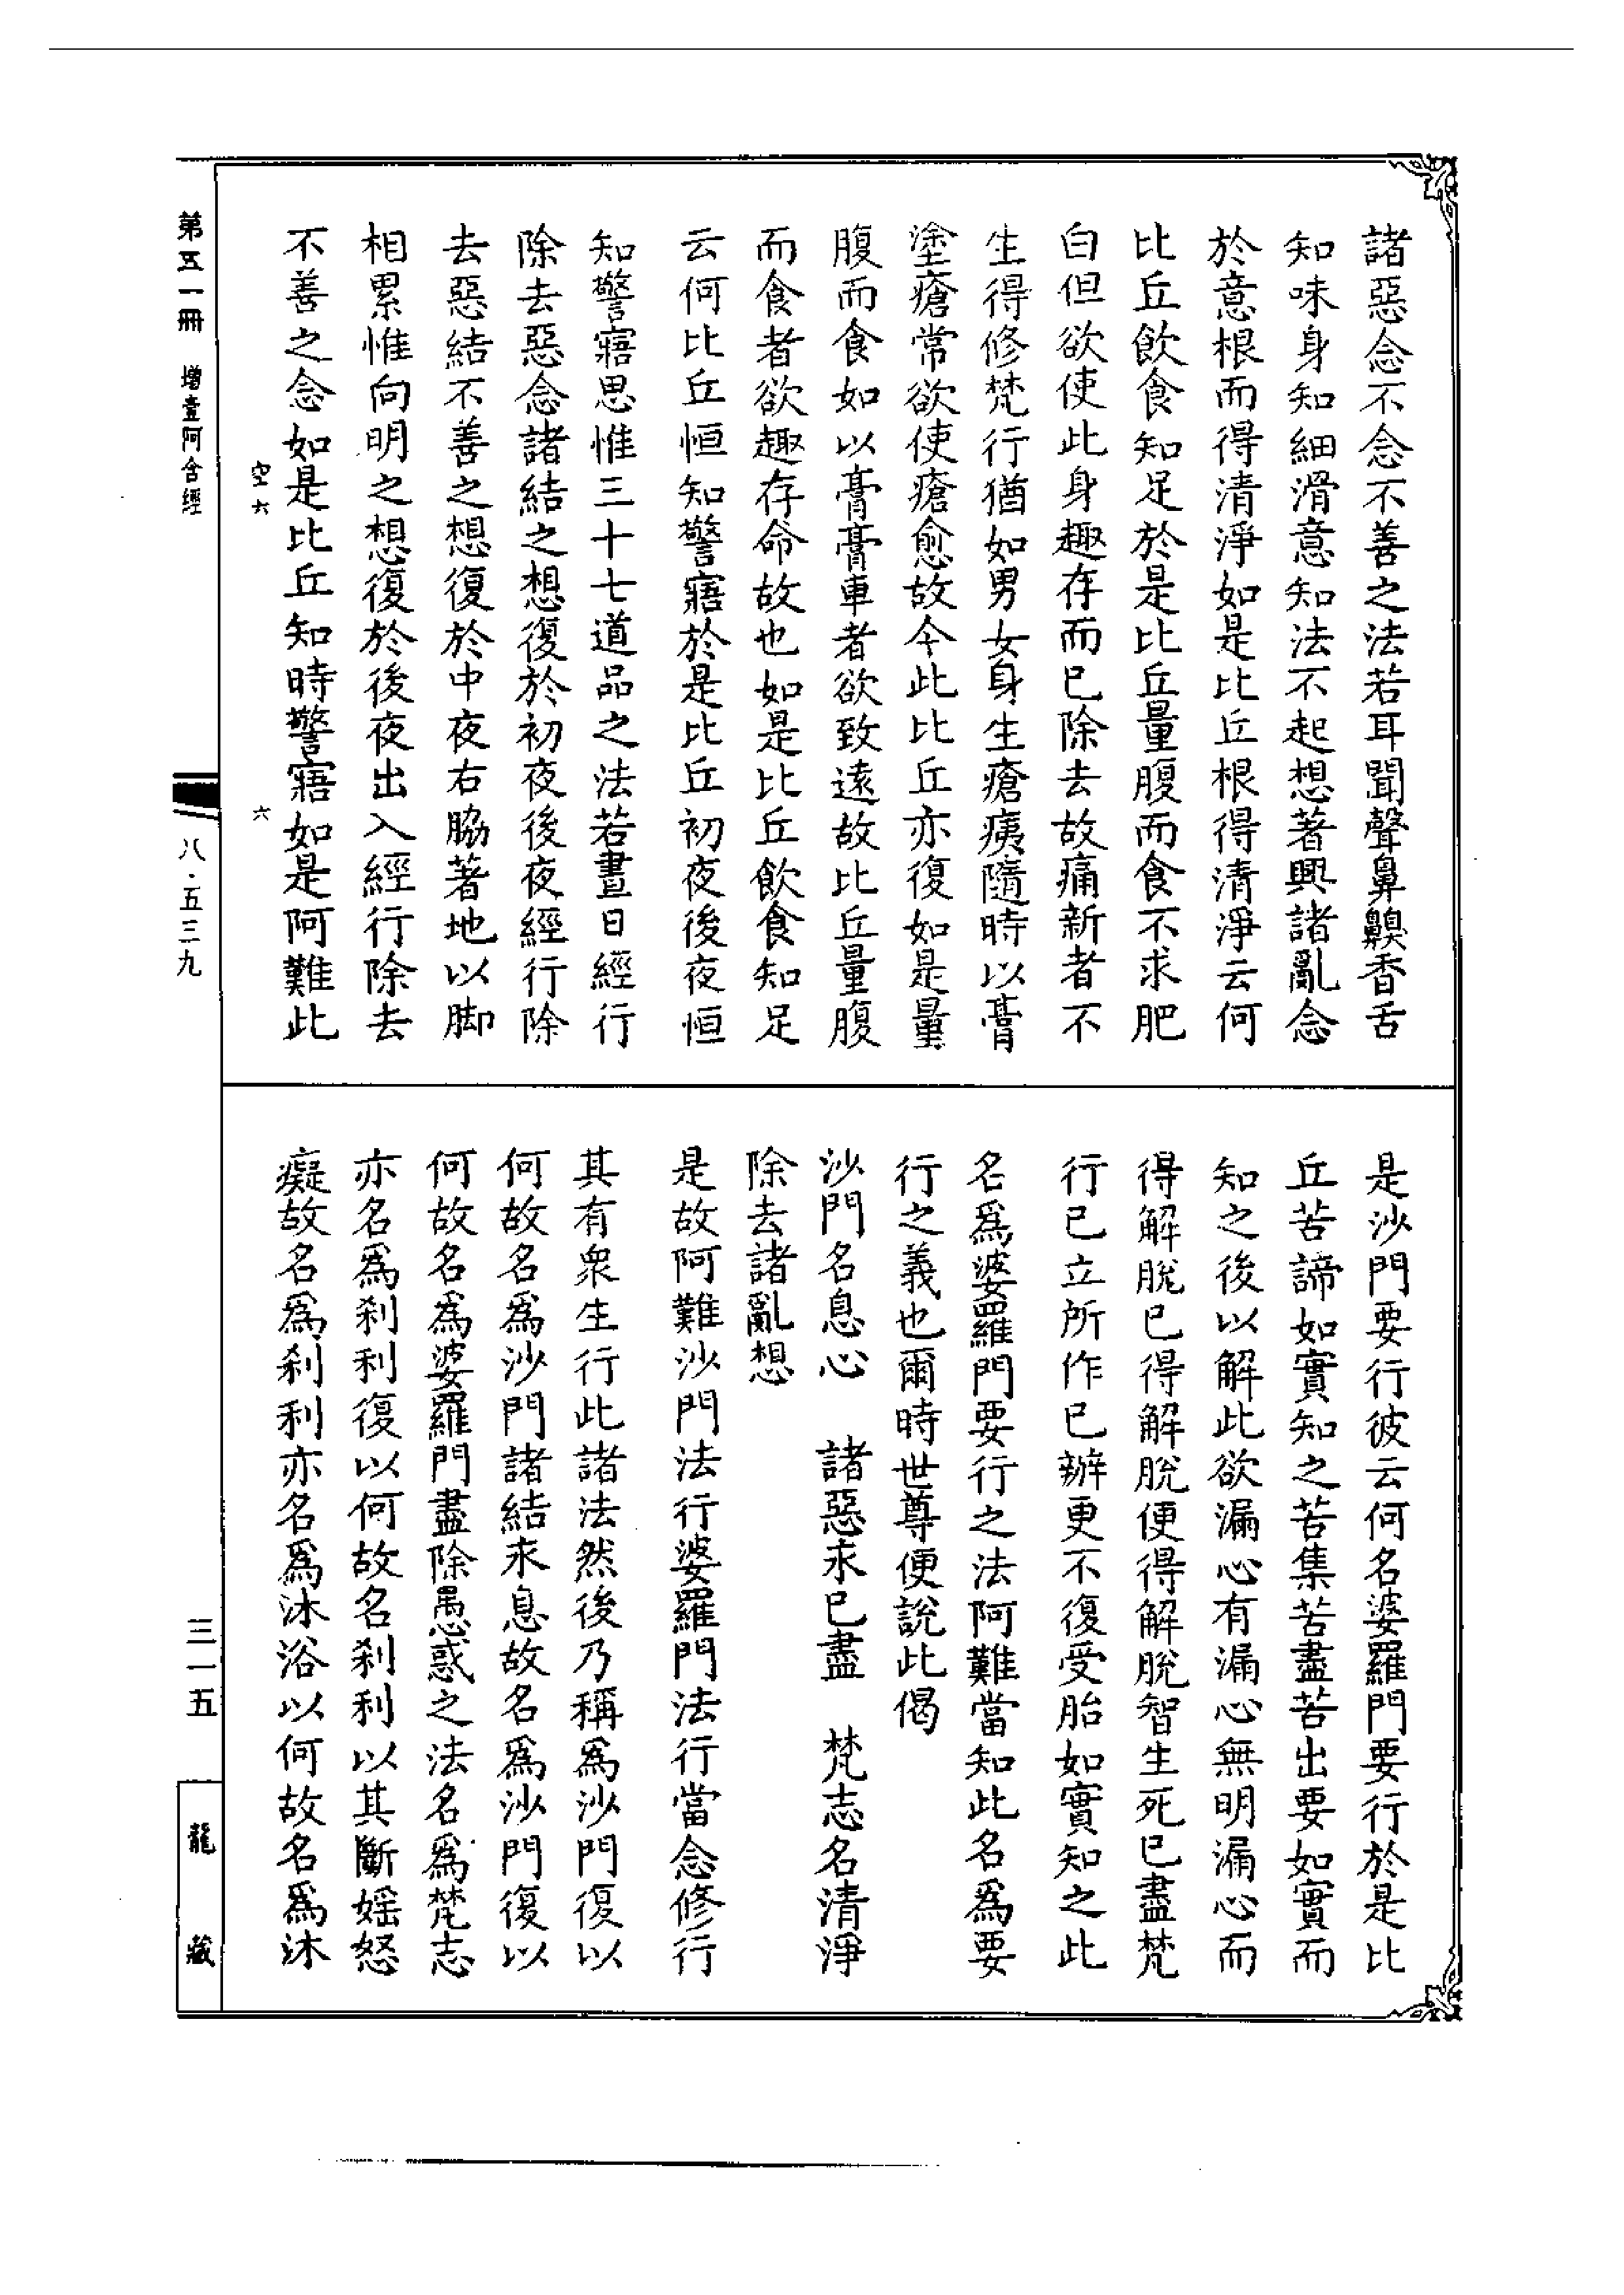 諸惡念不念不善之法若耳聞聲鼻齅香舌
知味身知細滑意知法不起想著興諸亂念
於意根而得清淨如是比丘根得清淨云何
比丘飲食知足於是比丘量腹而食不求肥
白但欲使此身趣存而已除去故痛新者不
生得修梵行猶如男女身生瘡痍隨時以膏
塗瘡常欲使瘡愈故今此比丘亦復如是量
腹而食如以膏膏車者欲致遠故比丘量腹
而食者欲趣存命故也如是比丘飲食知足
云何比丘恒知警寤於是比丘初夜後夜恒
知警寤思惟三十七道品之法若晝日經行
除去惡念諸結之想復於初夜後夜經行除
去惡結不善之想復於中夜右脇著地以脚
相累惟向明之想復於後夜出入經行除去
不善之念如是比丘知時警寤如是阿難此
是沙門要行彼云何名婆羅門要行於是比
丘苦諦如實知之苦集苦盡苦出要如實而
知之後以解此欲漏心有漏心無明漏心而
得解脫已得解脫便得解脫智生死已盡梵
行已立所作已辦更不復受胎如實知之此
名爲婆羅門要行之法阿難當知此名爲要
行之義也爾時世尊便說此偈
沙門名息心　諸惡求已盡　梵志名清淨
除去諸亂想
是故阿難沙門法行婆羅門法行當念修行
其有衆生行此諸法然後乃稱爲沙門復以
何故名爲沙門諸結求息故名爲沙門復以
何故名爲婆羅門盡除愚惑之法名爲梵志
亦名爲剎利復以何故名剎利以其斷婬怒
癡故名爲剎利亦名爲沐浴以何故名爲沐
空六　六
第五一冊　增壹阿含經
八·五三九
三一五
龍藏